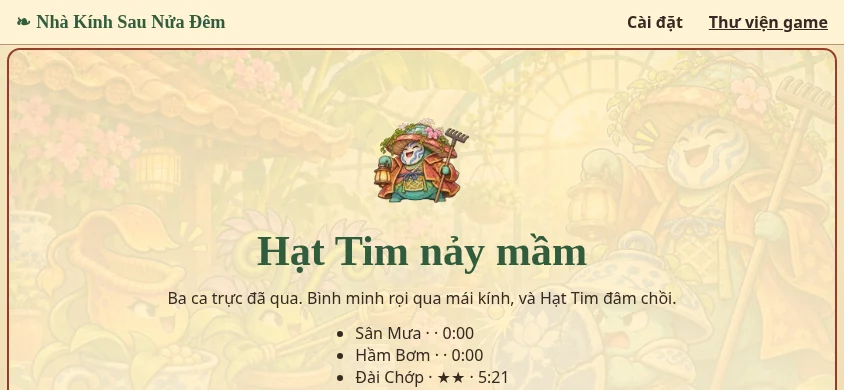 ❧ Nhà Kính Sau Nửa Đêm
Cài đặt
Thư viện game
Hạt Tim nảy mầm
Ba ca trực đã qua. Bình minh rọi qua mái kính, và Hạt Tim đâm chồi.
• Sân Mưa · · 0:00
• Hầm Bơm · · 0:00
• Đài Chớp · ★★ · 5:21